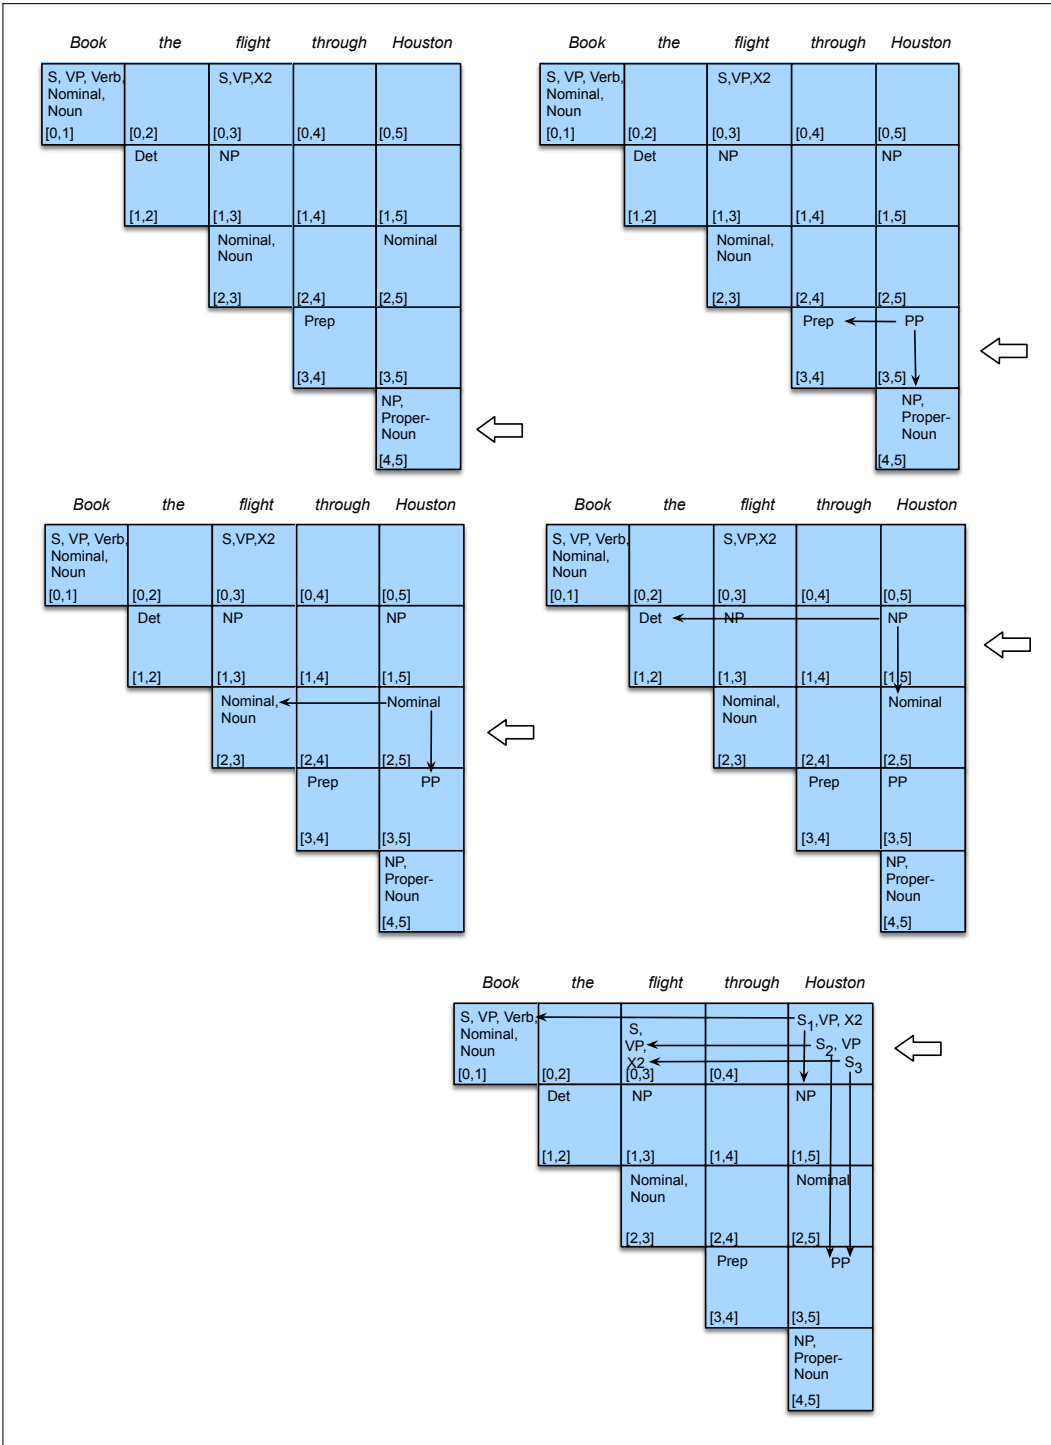 Book the flight through Houston
S, VP, Verb, Nominal, Noun
[0,1]
[0,2]
S,VP,X2
[0,3]
[0,4]
[0,5]
Det
[1,2]
NP
[1,3]
[1,4]
[1,5]
Nominal, Noun
[2,3]
[2,4]
Nominal
[2,5]
Prep
[3,4]
[3,5]
NP, Proper-Noun
[4,5]
Book the flight through Houston
S, VP, Verb, Nominal, Noun
[0,1]
[0,2]
S,VP,X2
[0,3]
[0,4]
[0,5]
Det
[1,2]
NP
[1,3]
[1,4]
NP
[1,5]
Nominal, Noun
[2,3]
[2,4]
[2,5]
Prep
[3,4]
PP
[3,5]
NP, Proper-Noun
[4,5]
Book the flight through Houston
S, VP, Verb, Nominal, Noun
[0,1]
[0,2]
S,VP,X2
[0,3]
[0,4]
[0,5]
Det
[1,2]
NP
[1,3]
[1,4]
NP
[1,5]
Nominal, Noun
[2,3]
[2,4]
Nominal
[2,5]
Prep
[3,4]
PP
[3,5]
NP, Proper-Noun
[4,5]
Book the flight through Houston
S, VP, Verb, Nominal, Noun
[0,1]
[0,2]
S,VP,X2
[0,3]
[0,4]
[0,5]
Det
[1,2]
NP
[1,3]
[1,4]
NP
[1,5]
Nominal, Noun
[2,3]
[2,4]
Nominal
[2,5]
Prep
[3,4]
PP
[3,5]
NP, Proper-Noun
[4,5]
Book the flight through Houston
S, VP, Verb, Nominal, Noun
[0,1]
[0,2]
S, VP, X2
[0,3]
[0,4]
S1,VP, X2
S2, VP
S3
Det
[1,2]
NP
[1,3]
[1,4]
NP
[1,5]
Nominal, Noun
[2,3]
[2,4]
Nominal
[2,5]
Prep
[3,4]
PP
[3,5]
NP, Proper-Noun
[4,5]